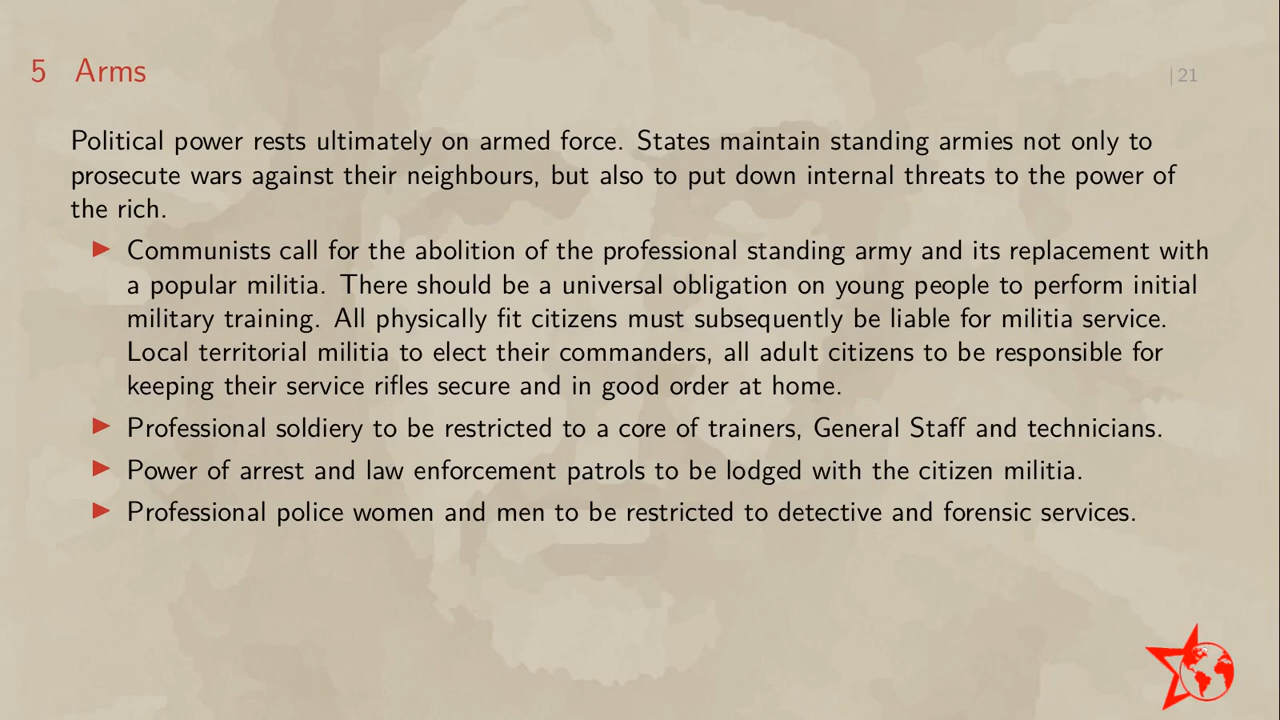 5 Arms
| 21
Political power rests ultimately on armed force. States maintain standing armies not only to
prosecute wars against their neighbours, but also to put down internal threats to the power of
the rich.
▶ Communists call for the abolition of the professional standing army and its replacement with
a popular militia. There should be a universal obligation on young people to perform initial
military training. All physically fit citizens must subsequently be liable for militia service.
Local territorial militia to elect their commanders, all adult citizens to be responsible for
keeping their service rifles secure and in good order at home.
▶ Professional soldiery to be restricted to a core of trainers, General Staff and technicians.
▶ Power of arrest and law enforcement patrols to be lodged with the citizen militia.
▶ Professional police women and men to be restricted to detective and forensic services.